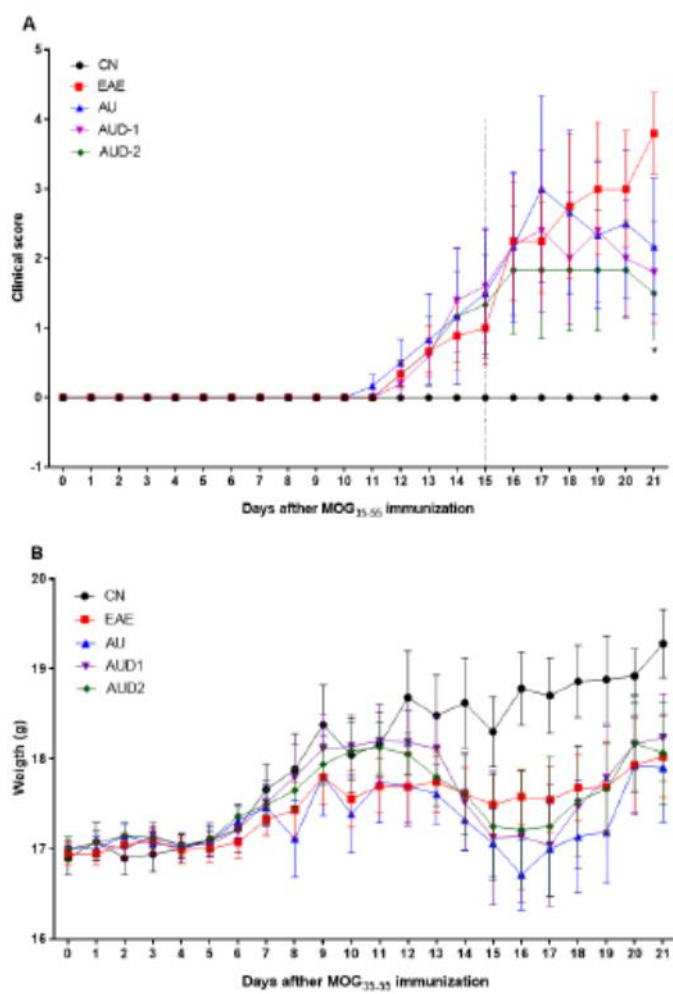 A
5
CN
EAE
AU
AUD-1
AUD-2
4
3
2
1
0
-1
Clinical score
*
0 1 2 3 4 5 6 7 8 9 10 11 12 13 14 15 16 17 18 19 20 21
Days afther MOG35-55 immunization
B
20
CN
EAE
AU
AUD1
AUD2
19
18
17
16
Weigth (g)
0 1 2 3 4 5 6 7 8 9 10 11 12 13 14 15 16 17 18 19 20 21
Days afther MOG35-55 immunization